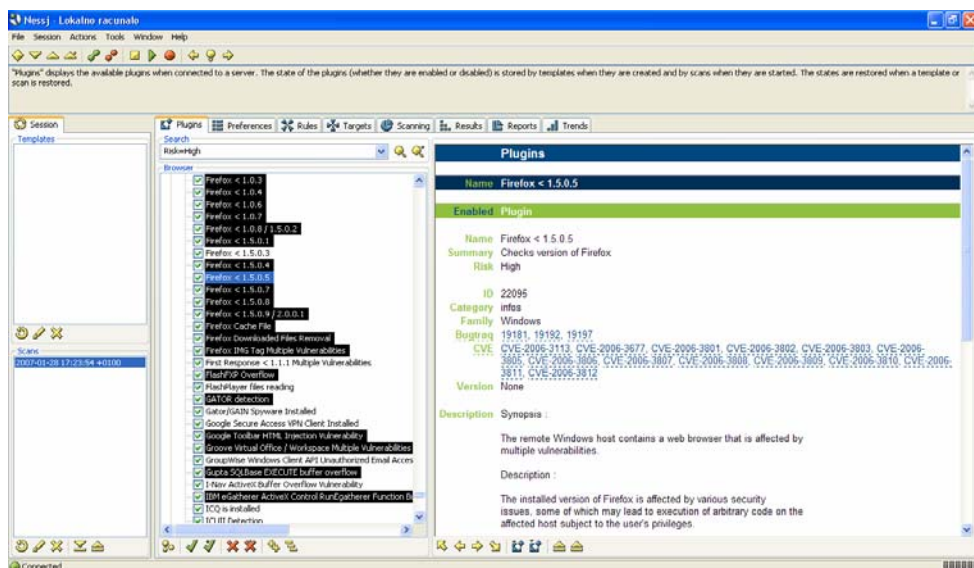 Nessj - Lokalno racunalo
File Session Actions Tools Window Help
"Plugins" displays the available plugins when connected to a server. The state of the plugins (whether they are enabled or disabled) is stored by templates when they are created and by scans when they are started. The states are restored when a template or
scan is restored.
Session
Plugins Preferences Rules Targets Scanning Results Reports Trends
Templates
Scans
2007-01-28 17:23:54 +0100
Search
Risk=High
Browser
Firefox < 1.0.3
Firefox < 1.0.4
Firefox < 1.0.6
Firefox < 1.0.7
Firefox < 1.0.8 / 1.5.0.2
Firefox < 1.5.0.1
Firefox < 1.5.0.3
Firefox < 1.5.0.4
Firefox < 1.5.0.5
Firefox < 1.5.0.7
Firefox < 1.5.0.8
Firefox < 1.5.0.9 / 2.0.0.1
Firefox Cache File
Firefox Downloaded Files Removal
Firefox IMG Tag Multiple Vulnerabilities
First Response < 1.1.1 Multiple Vulnerabilities
FlashFXP Overflow
FlashPlayer files reading
GATOR detection
Gator/GAIN Spyware Installed
Google Secure Access VPN Client Installed
Google Toolbar HTML Injection Vulnerability
Groove Virtual Office / Workspace Multiple Vulnerabilities
GroupWise Windows Client API Unauthorized Email Acces
Gupta SQLBase EXECUTE buffer overflow
I-Nav ActiveX Buffer Overflow Vulnerability
IBM eGatherer ActiveX Control RunEgatherer Function B
ICQ is installed
ICUII Detection
Plugins
Name Firefox < 1.5.0.5
Enabled Plugin
Name Firefox < 1.5.0.5
Summary Checks version of Firefox
Risk High
ID 22095
Category infos
Family Windows
Bugtraq 19181, 19192, 19197
CVE CVE-2006-3113, CVE-2006-3677, CVE-2006-3801, CVE-2006-3802, CVE-2006-3803, CVE-2006-
3805, CVE-2006-3806, CVE-2006-3807, CVE-2006-3808, CVE-2006-3809, CVE-2006-3810, CVE-2006-
3811, CVE-2006-3812
Version None
Description Synopsis :
The remote Windows host contains a web browser that is affected by
multiple vulnerabilities.
Description :
The installed version of Firefox is affected by various security
issues, some of which may lead to execution of arbitrary code on the
affected host subject to the user's privileges.
Connected